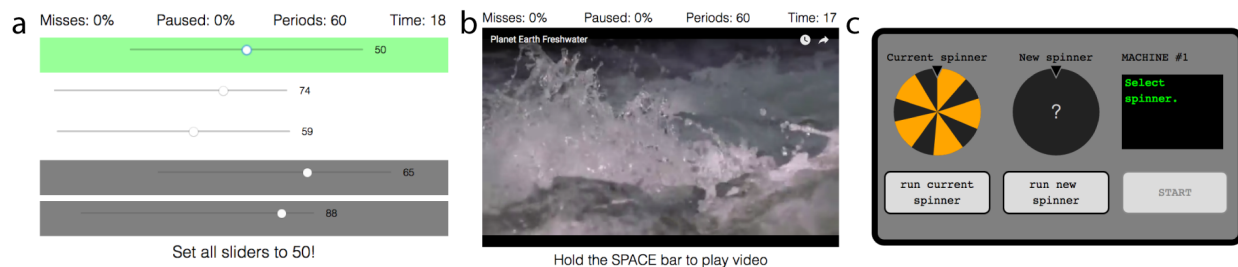 a
Misses: 0% Paused: 0% Periods: 60 Time: 18
50
74
59
65
88
Set all sliders to 50!
b
Misses: 0% Paused: 0% Periods: 60 Time: 17
Planet Earth Freshwater
Hold the SPACE bar to play video
c
Current spinner New spinner MACHINE #1
Select
spinner.
?
run current
spinner
run new
spinner
START